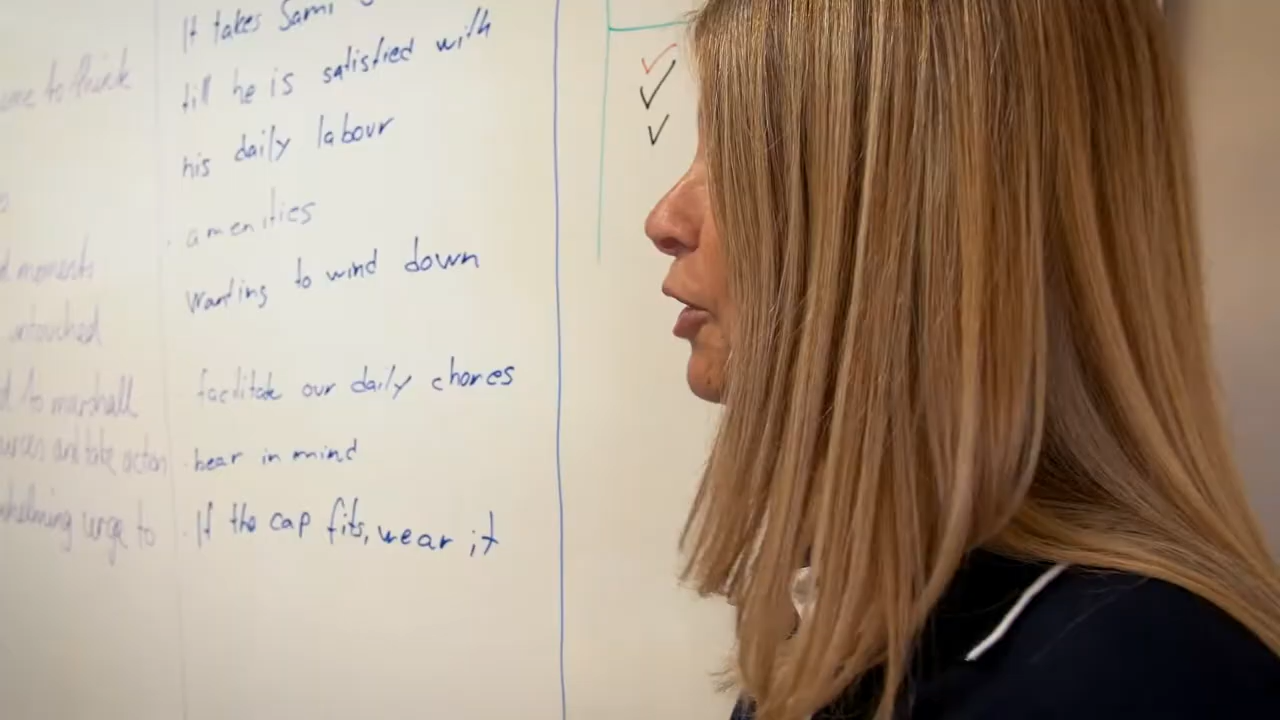 It takes Sami
till he is satisfied with
his daily labour
amenities
wanting to wind down
facilitate our daily chores
bear in mind
If the cap fits, wear it
to think
moments
untouched
to marshall
and take action
urge to